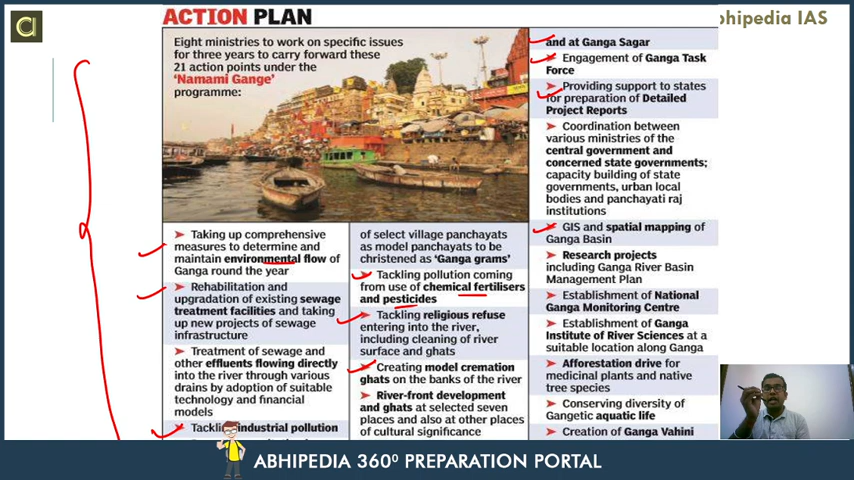 ACTION PLAN
bhipedia IAS
Eight ministries to work on specific issues
for three years to carry forward these
21 action points under the
'Namami Gange'
programme:
Taking up comprehensive
measures to determine and
maintain environmental flow of
Ganga round the year
Rehabilitation and
upgradation of existing sewage
treatment facilities and taking
up new projects of sewage
infrastructure
Treatment of sewage and
other effluents flowing directly
into the river through various
drains by adoption of suitable
technology and financial
models
Tackling industrial pollution
of select village panchayats
as model panchayats to be
christened as 'Ganga grams'
Tackling pollution coming
from use of chemical fertilisers
and pesticides
Tackling religious refuse
entering into the river,
including cleaning of river
surface and ghats
Creating model cremation
ghats on the banks of the river
River-front development
and ghats at selected seven
places and also at other places
of cultural significance
and at Ganga Sagar
Engagement of Ganga Task
Force
Providing support to states
for preparation of Detailed
Project Reports
Coordination between
various ministries of the
central government and
concerned state governments;
capacity building of state
governments, urban local
bodies and panchayati raj
institutions
GIS and spatial mapping of
Ganga Basin
Research projects
including Ganga River Basin
Management Plan
Establishment of National
Ganga Monitoring Centre
Establishment of Ganga
Institute of River Sciences at a
suitable location along Ganga
Afforestation drive for
medicinal plants and native
tree species
Conserving diversity of
Gangetic aquatic life
Creation of Ganga Vahini
ABHIPEDIA 360⁰ PREPARATION PORTAL